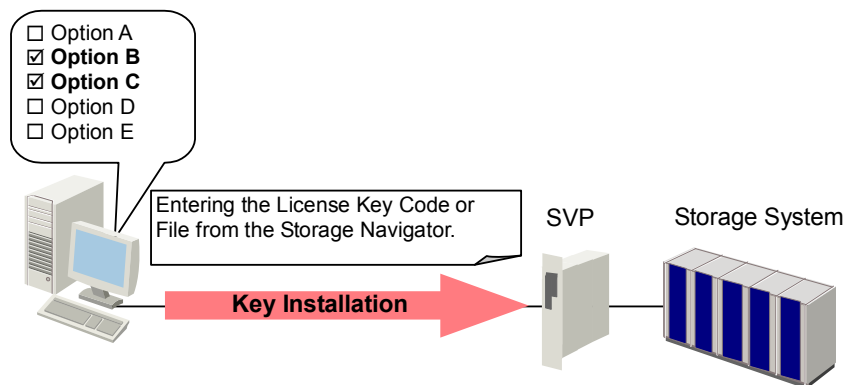 Option A
Option B
Option C
Option D
Option E
Entering the License Key Code or
File from the Storage Navigator.
SVP
Storage System
Key Installation